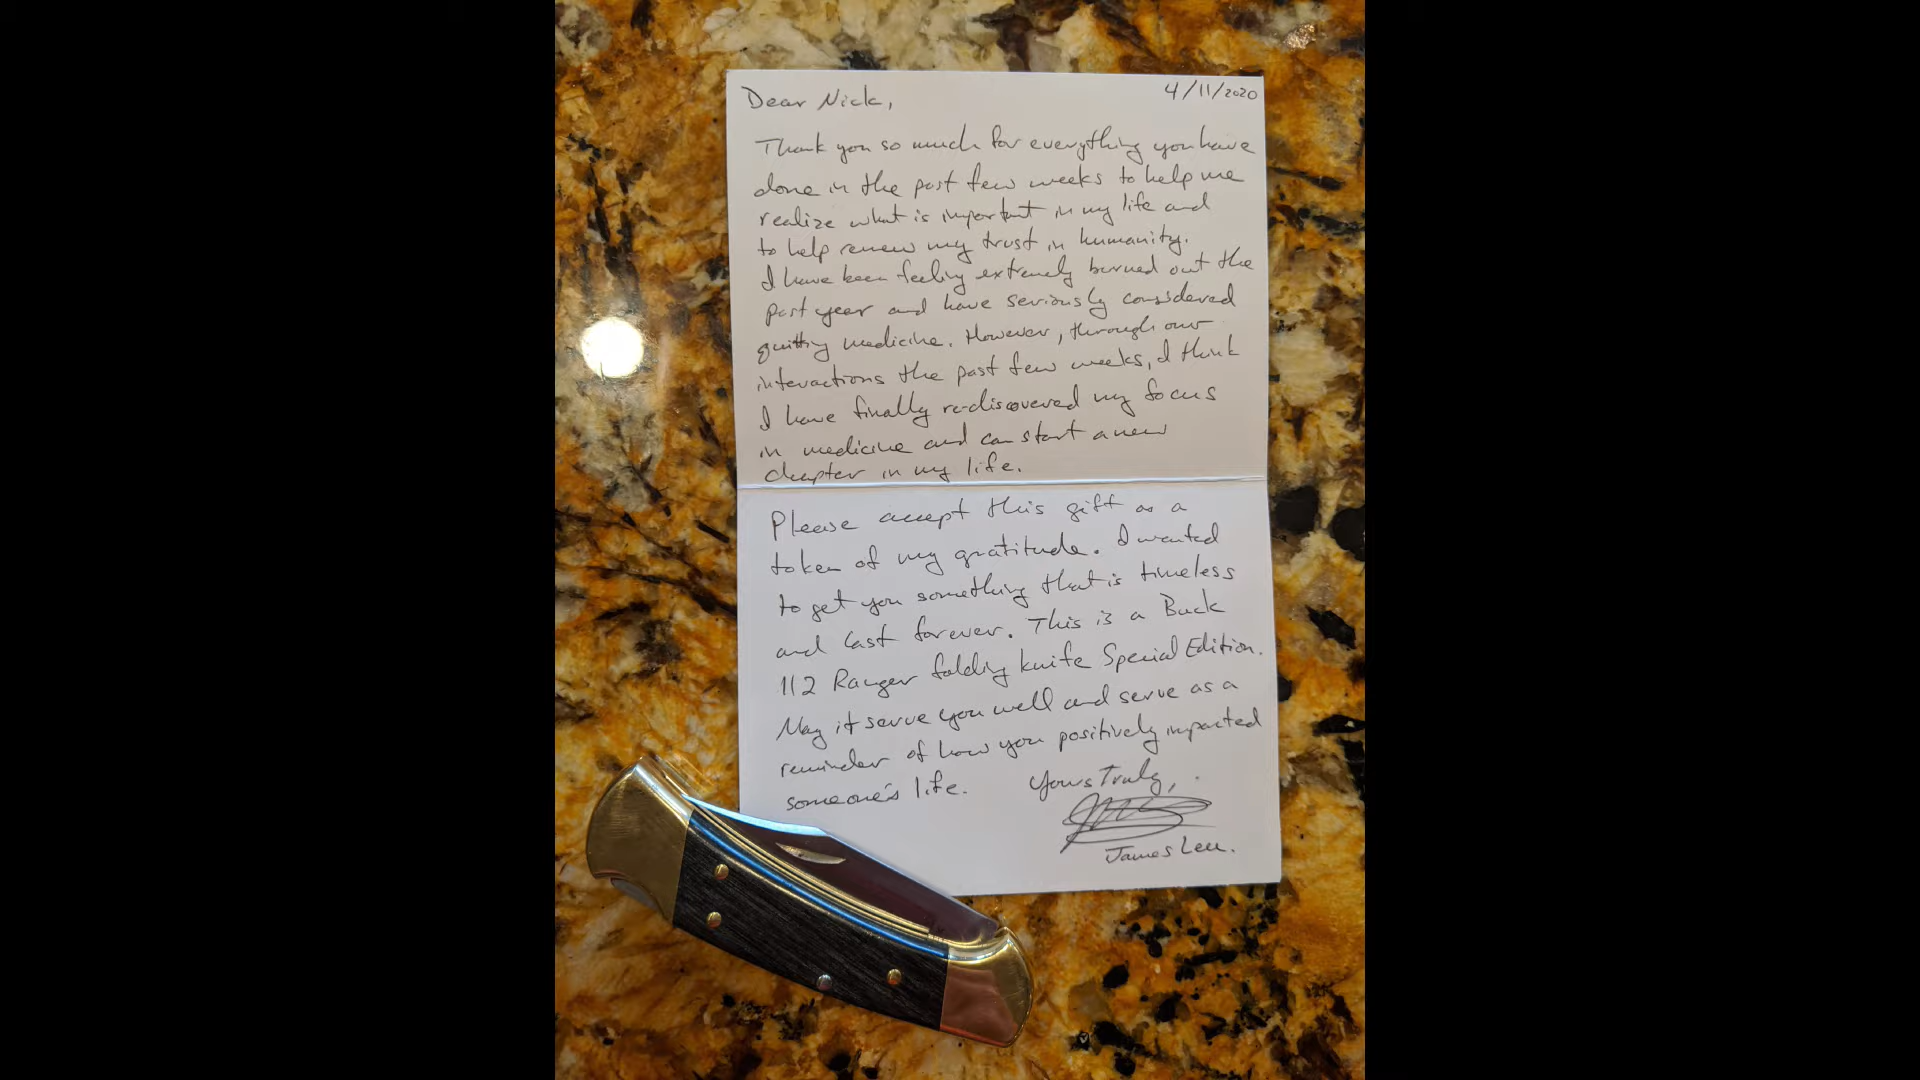 4/11/2020
Dear Nick,
Thank you so much for everything you have
done in the past few weeks to help me
realize what is important in my life and
to help renew my trust in humanity.
I have been feeling extremely burned out the
past year and have seriously considered
quitting medicine. However, through our
interactions the past few weeks, I think
I have finally re-discovered my focus
in medicine and can start a new
chapter in my life.
Please accept this gift as a
token of my gratitude. I wanted
to get you something that is timeless
and last forever. This is a Buck
112 Ranger folding knife Special Edition.
May it serve you well and serve as a
reminder of how you positively impacted
someone's life.
Yours Truly,
James